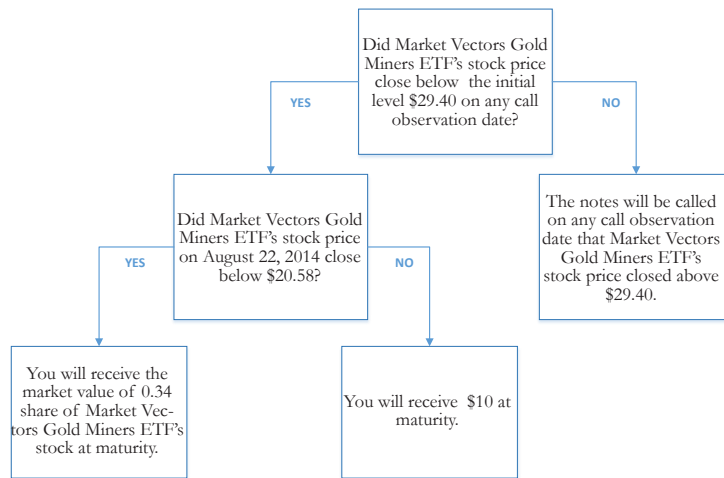 Did Market Vectors Gold
Miners ETF's stock price
close below the initial
level $29.40 on any call
observation date?
YES
NO
Did Market Vectors Gold
Miners ETF's stock price
on August 22, 2014 close
below $20.58?
The notes will be called
on any call observation
date that Market Vectors
Gold Miners ETF's
stock price closed above
$29.40.
YES
NO
You will receive the
market value of 0.34
share of Market Vec-
tors Gold Miners ETF's
stock at maturity.
You will receive $10 at
maturity.